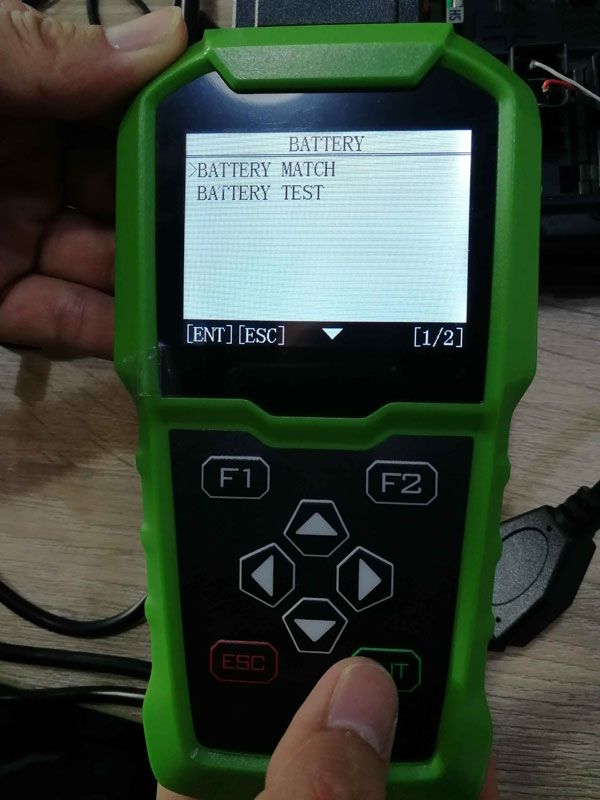 BATTERY
>BATTERY MATCH
BATTERY TEST
[ENT][ESC] [1/2]
F1 F2
ESC